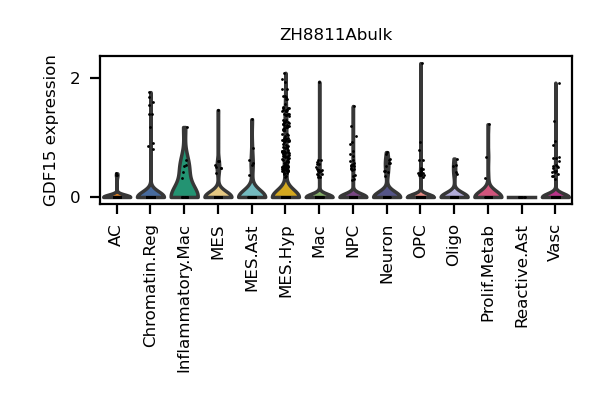 ZH8811Abulk
GDF15 expression
2
0
AC
Chromatin.Reg
Inflammatory.Mac
MES
MES.Ast
MES.Hyp
Mac
NPC
Neuron
OPC
Oligo
Prolif.Metab
Reactive.Ast
Vasc